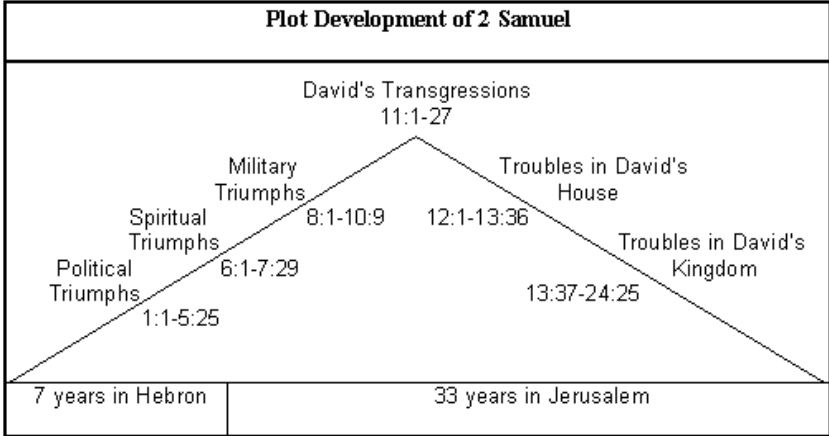 Plot Development of 2 Samuel
David's Transgressions
11:1-27
Military
Triumphs
8:1-10:9
Spiritual
Triumphs
6:1-7:29
Political
Triumphs
1:1-5:25
Troubles in David's
House
12:1-13:36
Troubles in David's
Kingdom
13:37-24:25
7 years in Hebron
33 years in Jerusalem